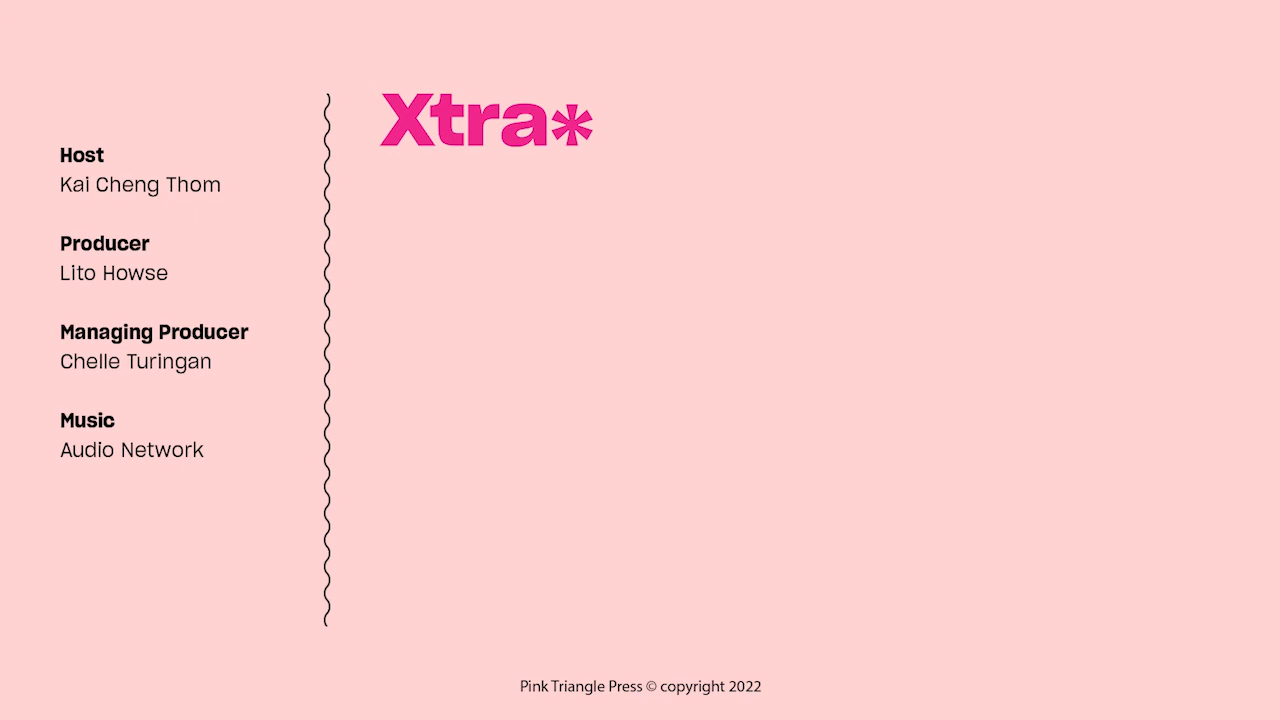 Host
Kai Cheng Thom
Producer
Lito Howse
Managing Producer
Chelle Turingan
Music
Audio Network
Xtra*
Pink Triangle Press © copyright 2022